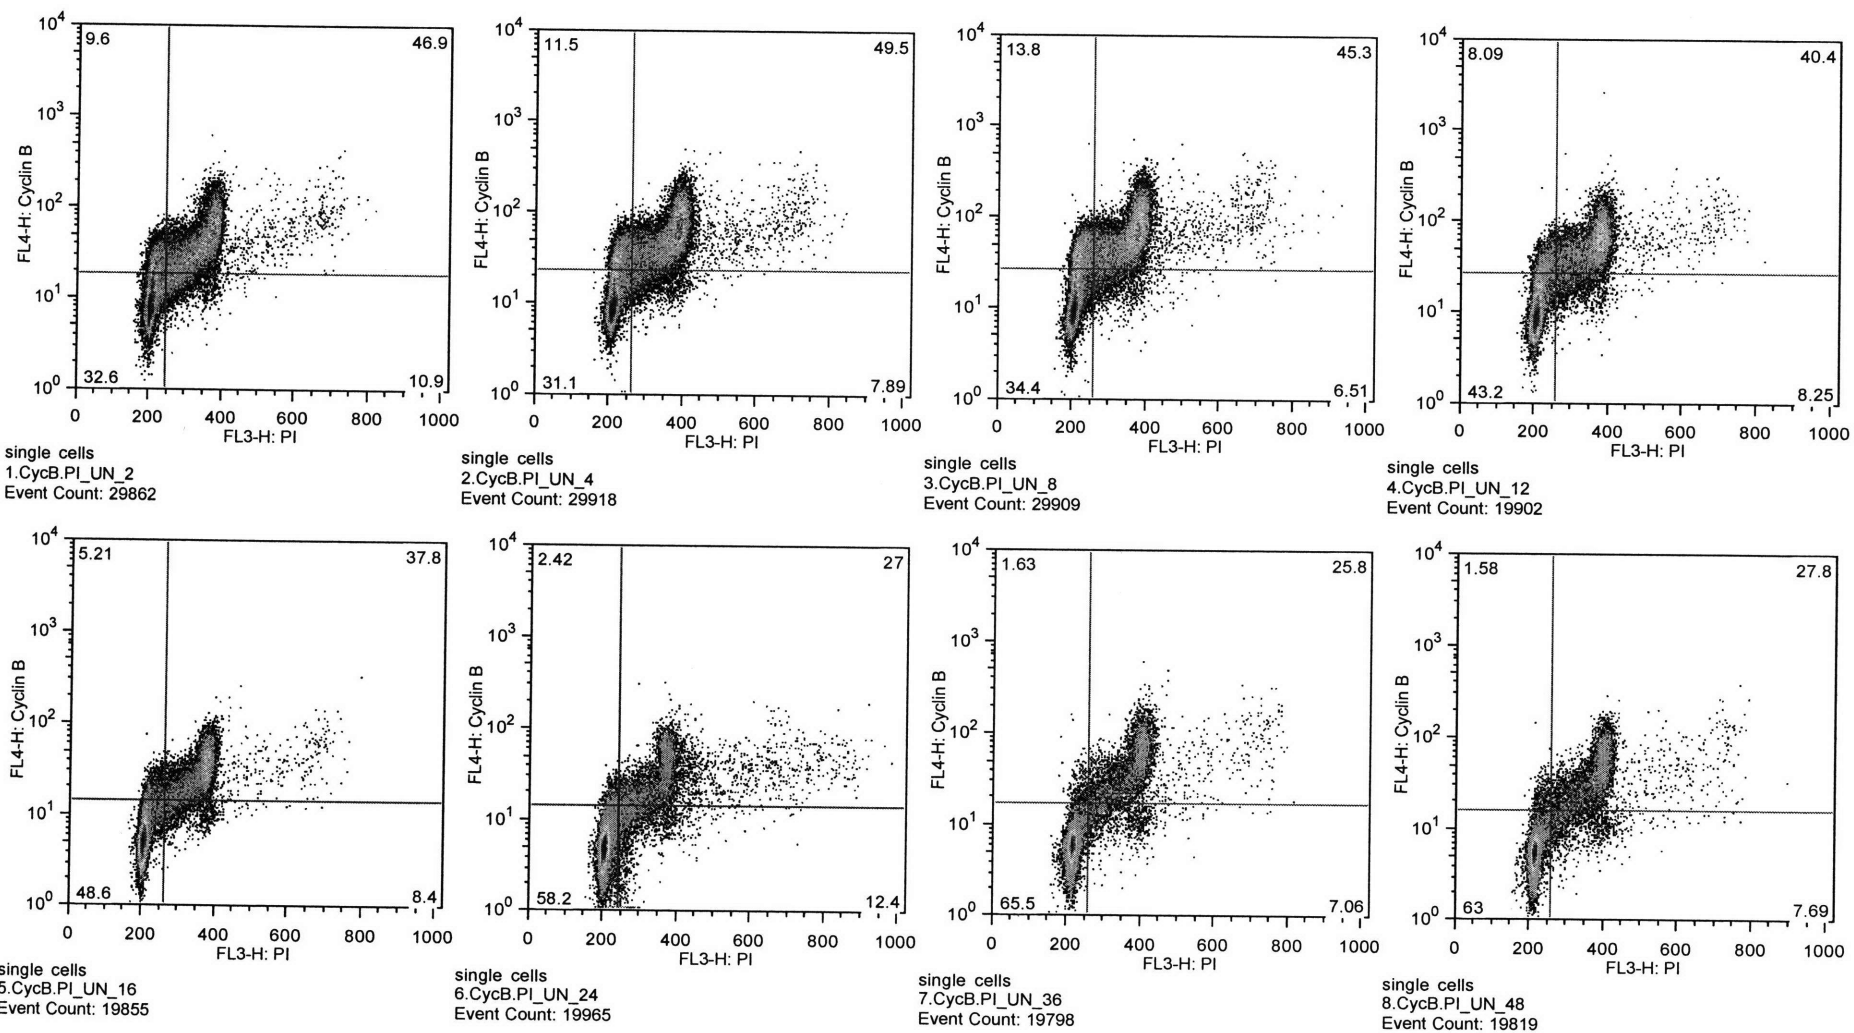 10^4
9.6
46.9
10^3
10^2
10^1
10^0
32.6
10.9
FL4-H: Cyclin B
0 200 400 600 800 1000
FL3-H: PI
single cells
1.CycB.PI_UN_2
Event Count: 29862
10^4
11.5
49.5
10^3
10^2
10^1
10^0
31.1
7.89
FL4-H: Cyclin B
0 200 400 600 800 1000
FL3-H: PI
single cells
2.CycB.PI_UN_4
Event Count: 29918
10^4
13.8
45.3
10^3
10^2
10^1
10^0
34.4
6.51
FL4-H: Cyclin B
0 200 400 600 800 1000
FL3-H: PI
single cells
3.CycB.PI_UN_8
Event Count: 29909
10^4
8.09
40.4
10^3
10^2
10^1
10^0
43.2
8.25
FL4-H: Cyclin B
0 200 400 600 800 1000
FL3-H: PI
single cells
4.CycB.PI_UN_12
Event Count: 19902
10^4
5.21
37.8
10^3
10^2
10^1
10^0
48.6
8.4
FL4-H: Cyclin B
0 200 400 600 800 1000
FL3-H: PI
single cells
5.CycB.PI_UN_16
Event Count: 19855
10^4
2.42
27
10^3
10^2
10^1
10^0
58.2
12.4
FL4-H: Cyclin B
0 200 400 600 800 1000
FL3-H: PI
single cells
6.CycB.PI_UN_24
Event Count: 19965
10^4
1.63
25.8
10^3
10^2
10^1
10^0
65.5
7.06
FL4-H: Cyclin B
0 200 400 600 800 1000
FL3-H: PI
single cells
7.CycB.PI_UN_36
Event Count: 19798
10^4
1.58
27.8
10^3
10^2
10^1
10^0
63
7.69
FL4-H: Cyclin B
0 200 400 600 800 1000
FL3-H: PI
single cells
8.CycB.PI_UN_48
Event Count: 19819